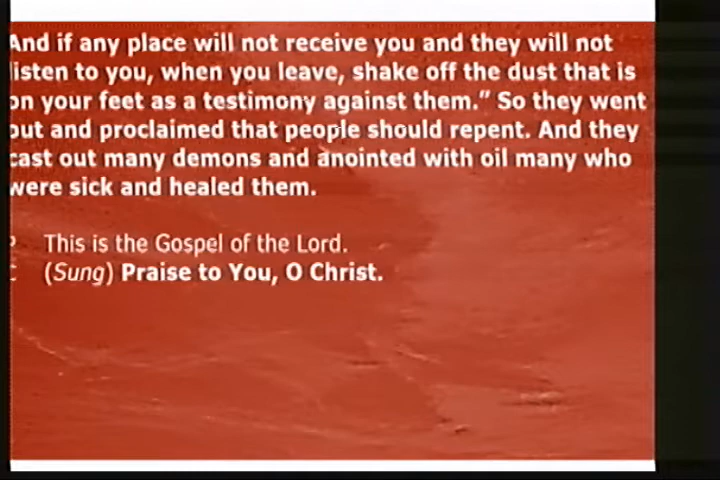 And if any place will not receive you and they will not
listen to you, when you leave, shake off the dust that is
on your feet as a testimony against them.” So they went
out and proclaimed that people should repent. And they
cast out many demons and anointed with oil many who
were sick and healed them.
P This is the Gospel of the Lord.
C (Sung) Praise to You, O Christ.